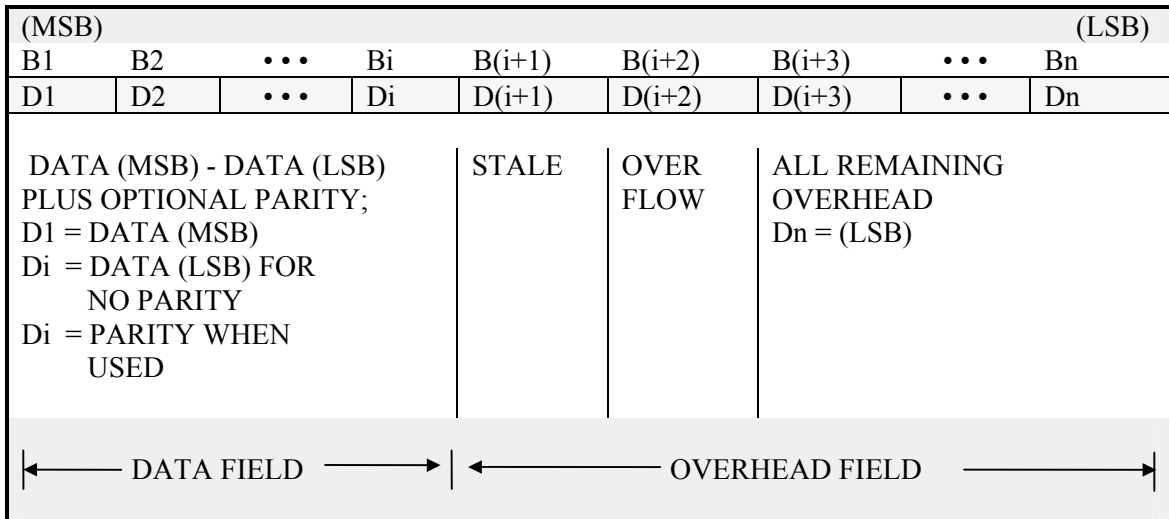 (MSB) (LSB)
B1 B2 • • • Bi B(i+1) B(i+2) B(i+3) • • • Bn
D1 D2 • • • Di D(i+1) D(i+2) D(i+3) • • • Dn
DATA (MSB) - DATA (LSB) STALE OVER ALL REMAINING
PLUS OPTIONAL PARITY; FLOW OVERHEAD
D1 = DATA (MSB) Dn = (LSB)
Di = DATA (LSB) FOR
NO PARITY
Di = PARITY WHEN
USED
DATA FIELD OVERHEAD FIELD